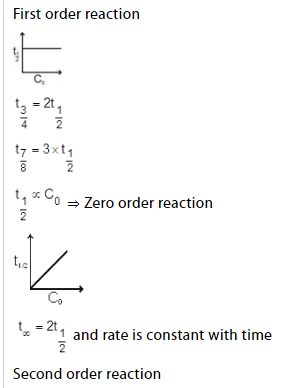 First order reaction
t1/2
C0
t3/4 = 2t1/2
t7/8 = 3×t1/2
t1/2 ∝ C0 ⇒ Zero order reaction
t1/2
C0
t∞ = 2t1/2 and rate is constant with time
Second order reaction